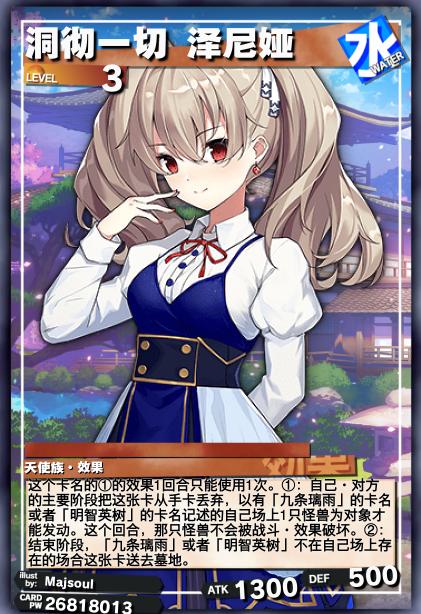 洞彻一切 泽尼娅
水
WATER
LEVEL 3
天使族・效果
这个卡名的①的效果1回合只能使用1次。①：自己・对方
的主要阶段把这张卡从手卡丢弃，以有「九条璃雨」的卡名
或者「明智英树」的卡名记述的自己场上1只怪兽为对象才
能发动。这个回合，那只怪兽不会被战斗・效果破坏。②：
结束阶段，「九条璃雨」或者「明智英树」不在自己场上存
在的场合这张卡送去墓地。
illust by: Majsoul
ATK 1300 DEF 500
CARD PW 26818013